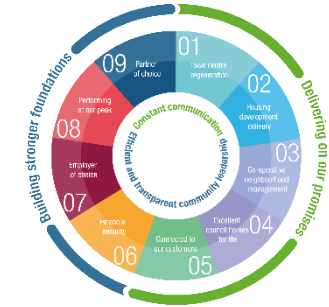 Building stronger foundations
Delivering on our promises
Constant communication
Efficient and transparent community leadership
01
Town centre
regeneration
02
Housing
development
delivery
03
Co-operative
neighbourhood
management
04
Excellent
council homes
for life
05
Connected to
our customers
06
Financial
security
07
Employer
of choice
08
Performing
at our peak
09
Partner
of choice